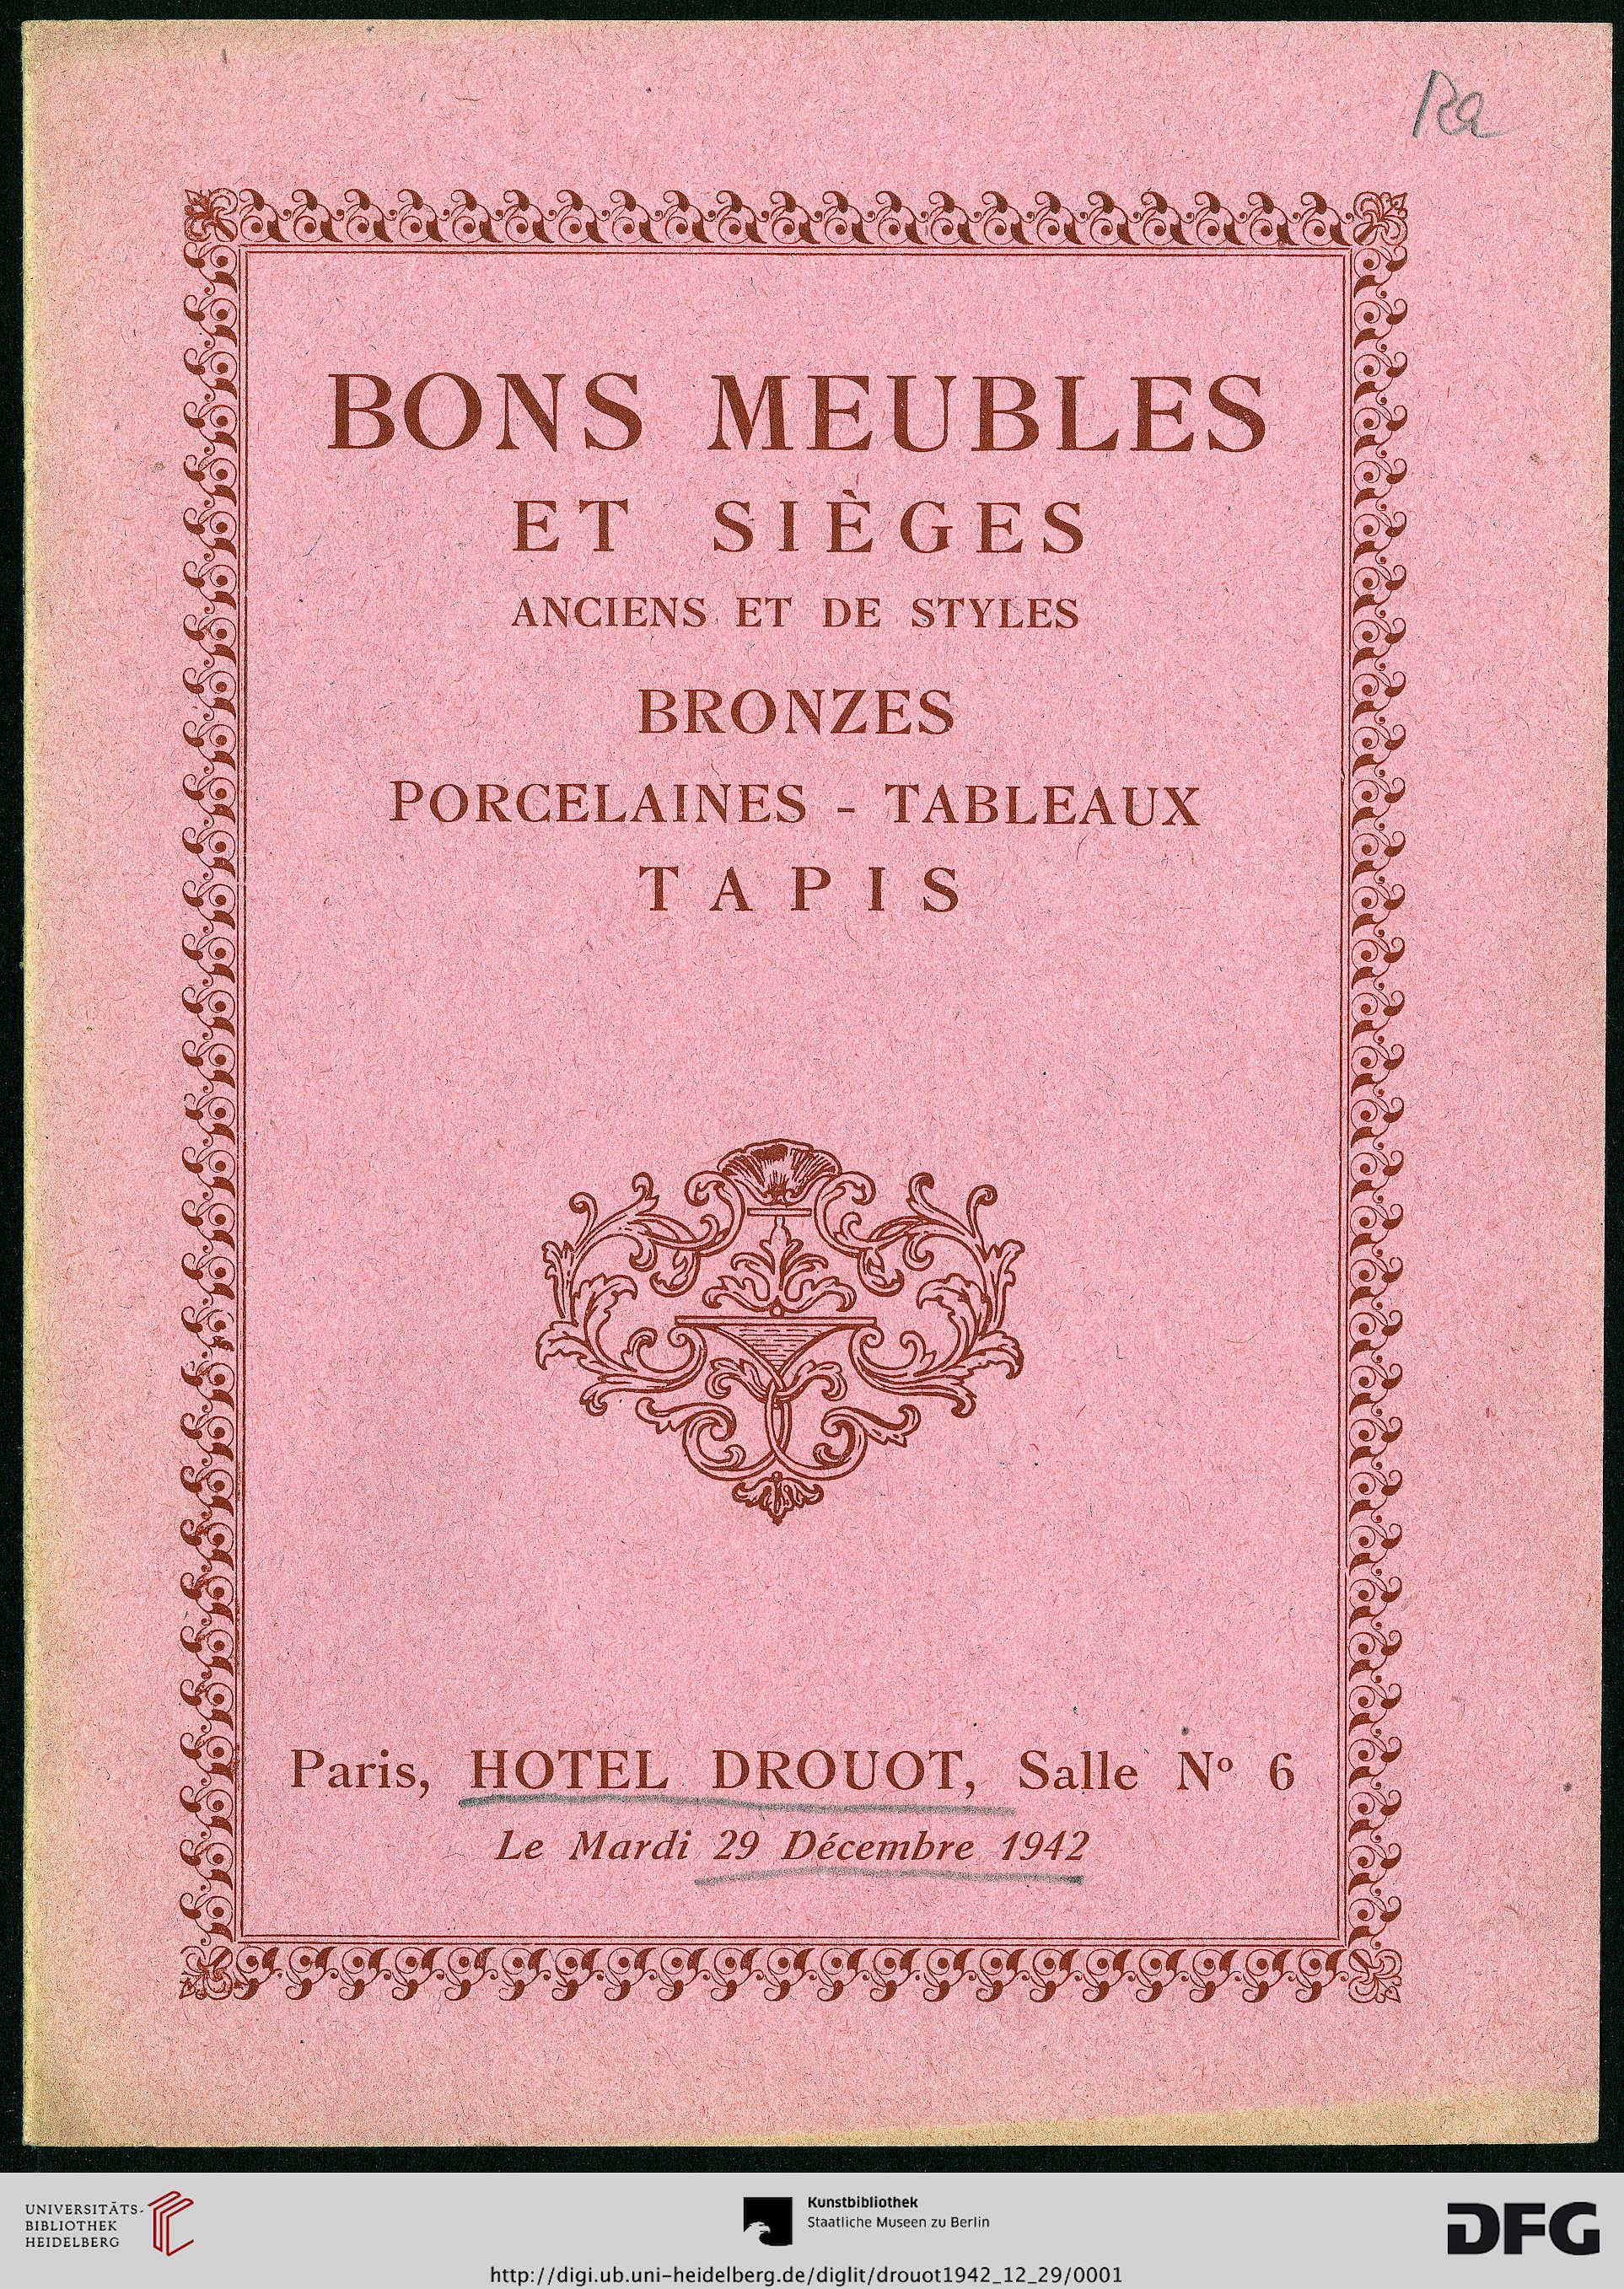 Ra
BONS MEUBLES
ET SIÈGES
ANCIENS ET DE STYLES
BRONZES
PORCELAINES - TABLEAUX
TAPIS
Paris, HOTEL DROUOT, Salle Nº 6
Le Mardi 29 Décembre 1942
UNIVERSITÄTS-
BIBLIOTHEK
HEIDELBERG
Kunstbibliothek
Staatliche Museen zu Berlin
DFG
http://digi.ub.uni-heidelberg.de/diglit/drouot1942_12_29/0001